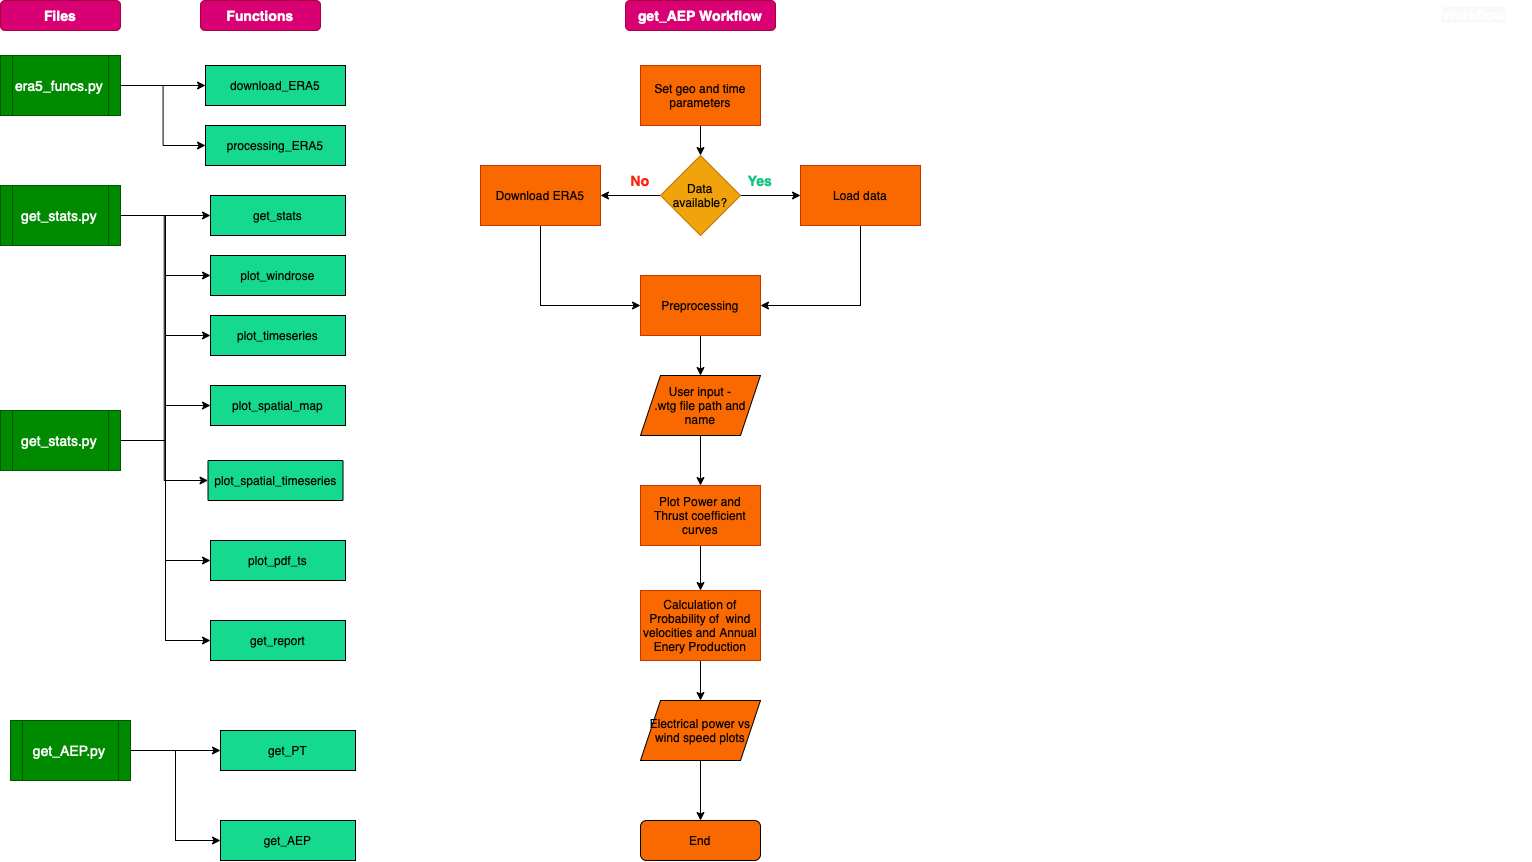 Files
Functions
get_AEP Workflow
Workflow
era5_funcs.py
download_ERA5
processing_ERA5
get_stats.py
get_stats
plot_windrose
plot_timeseries
plot_spatial_map
get_stats.py
plot_spatial_timeseries
plot_pdf_ts
get_report
get_AEP.py
get_PT
get_AEP
Set geo and time
parameters
Data
available?
No
Yes
Download ERA5
Load data
Preprocessing
User input -
.wtg file path and
name
Plot Power and
Thrust coefficient
curves
Calculation of
Probability of  wind
velocities and Annual
Enery Production
Electrical power vs
wind speed plots
End